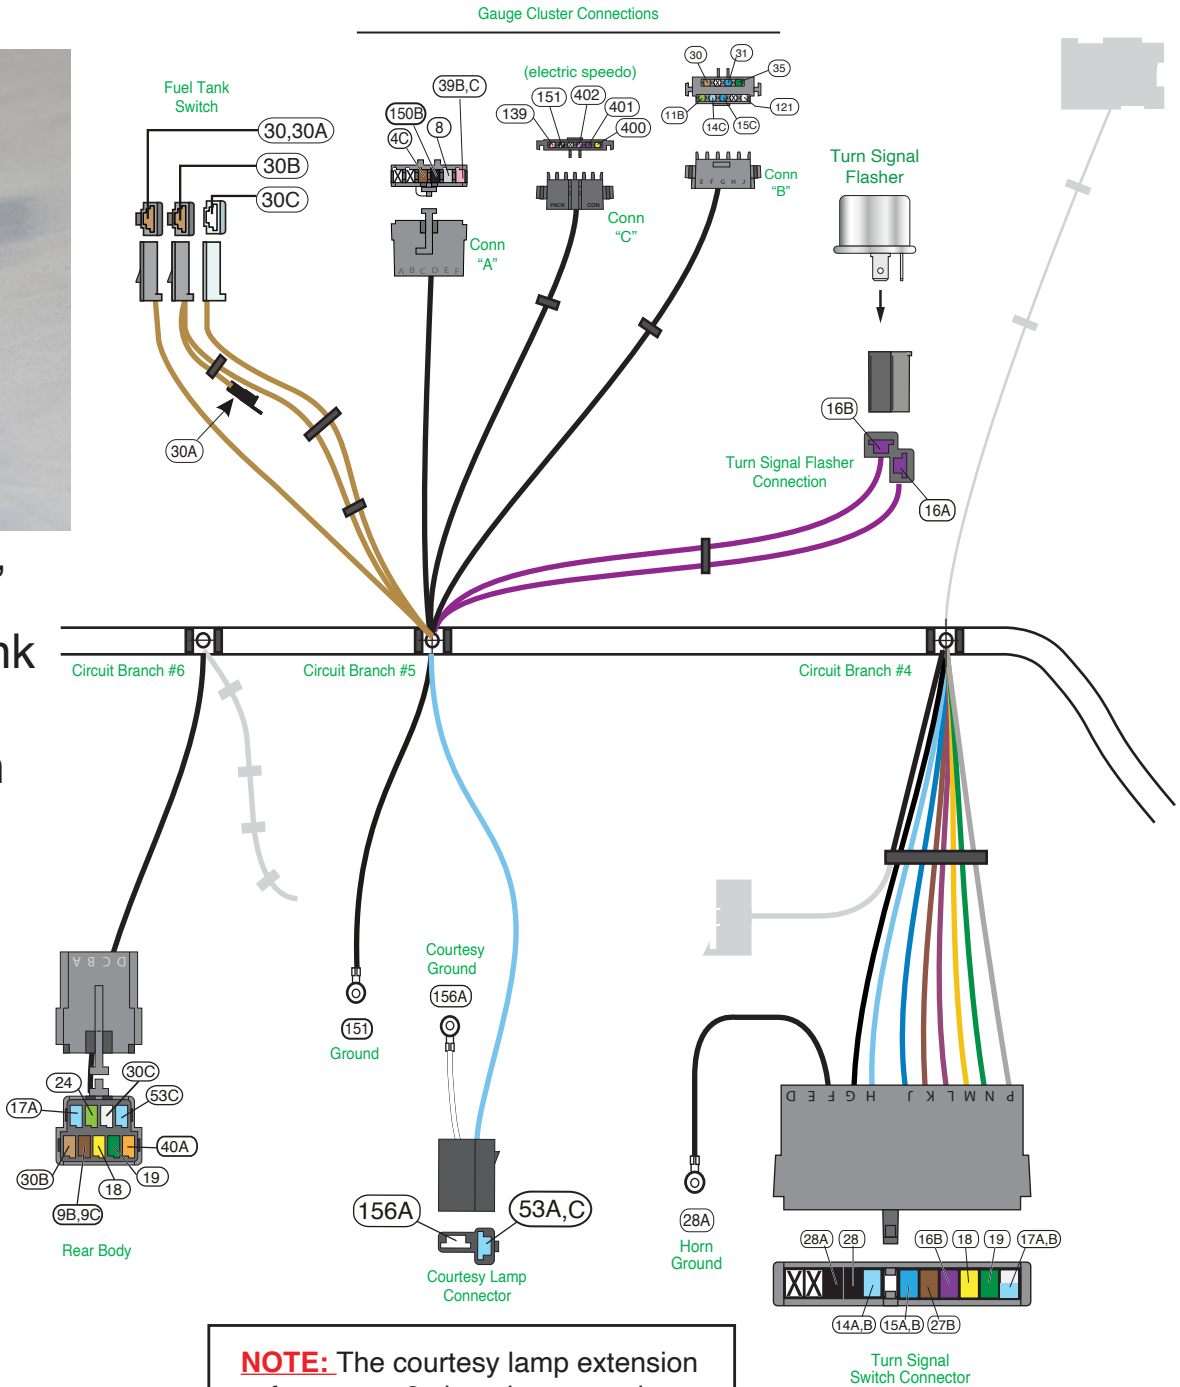 Gauge Cluster Connections
Fuel Tank
Switch
30,30A
30B
30C
30A
39B,C
150B
8
4C
A B C D E F
Conn
“A”
(electric speedo)
139
151
402
401
400
PACK CON
Conn
“C”
30
31
35
11B
14C
15C
121
E F G H J
Conn
“B”
Turn Signal
Flasher
16B
Turn Signal Flasher
Connection
16A
,
nk
n
Circuit Branch #6
Circuit Branch #5
Circuit Branch #4
A B C D
24
30C
17A
53C
40A
30B
19
18
9B,9C
Rear Body
151
Ground
Courtesy
Ground
156A
156A
53A,C
Courtesy Lamp
Connector
28A
Horn
Ground
D E F G H J K L M N P
28A
28
16B
18
19
17A,B
14A,B
15A,B
27B
Turn Signal
Switch Connector
NOTE: The courtesy lamp extension